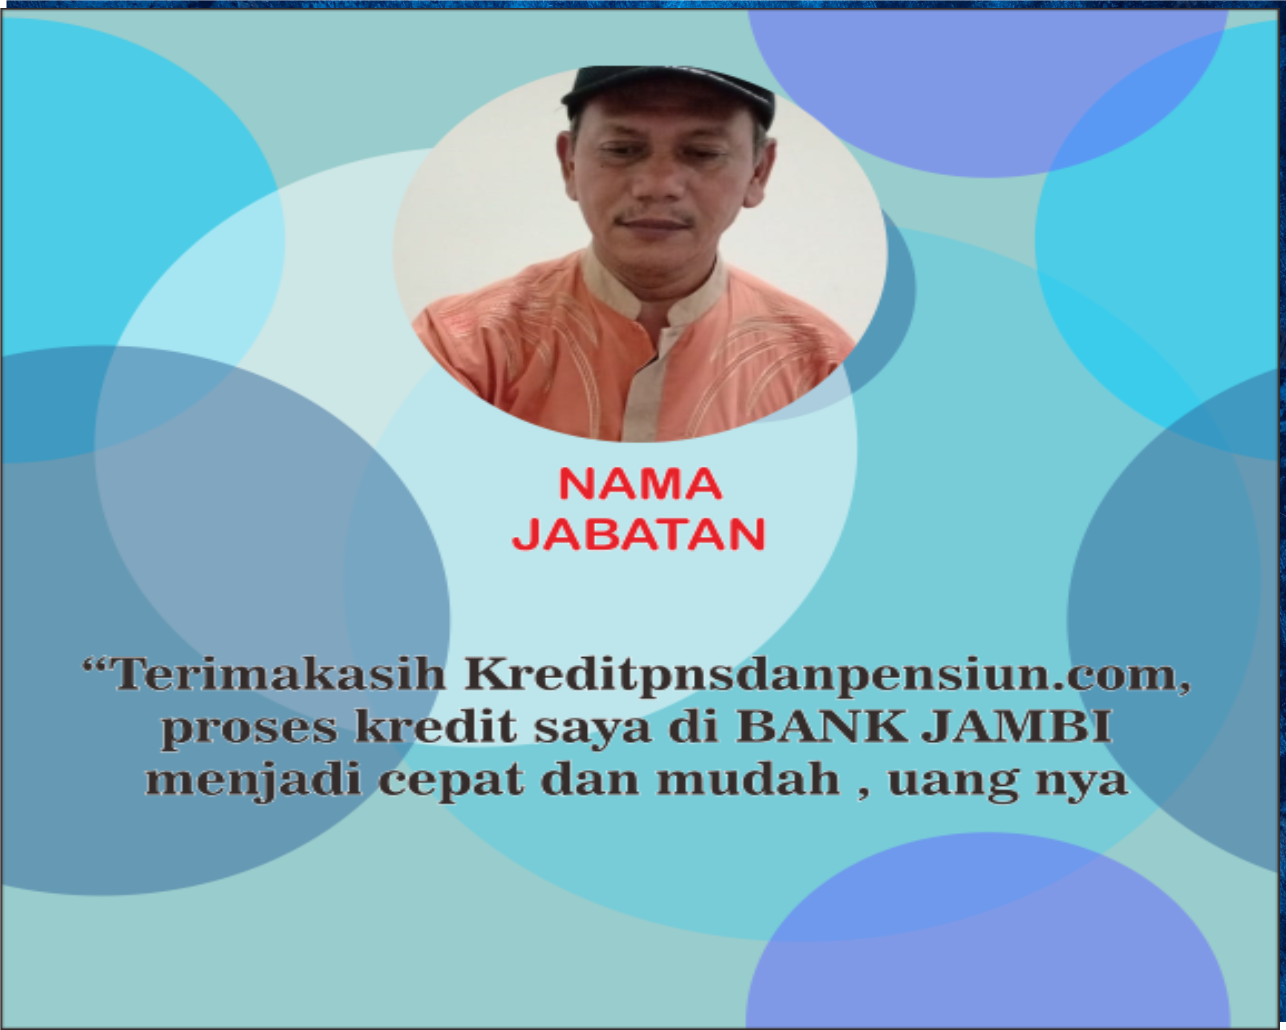 NAMA
JABATAN
“Terimakasih Kreditpnsdanpensiun.com,
proses kredit saya di BANK JAMBI
menjadi cepat dan mudah , uang nya